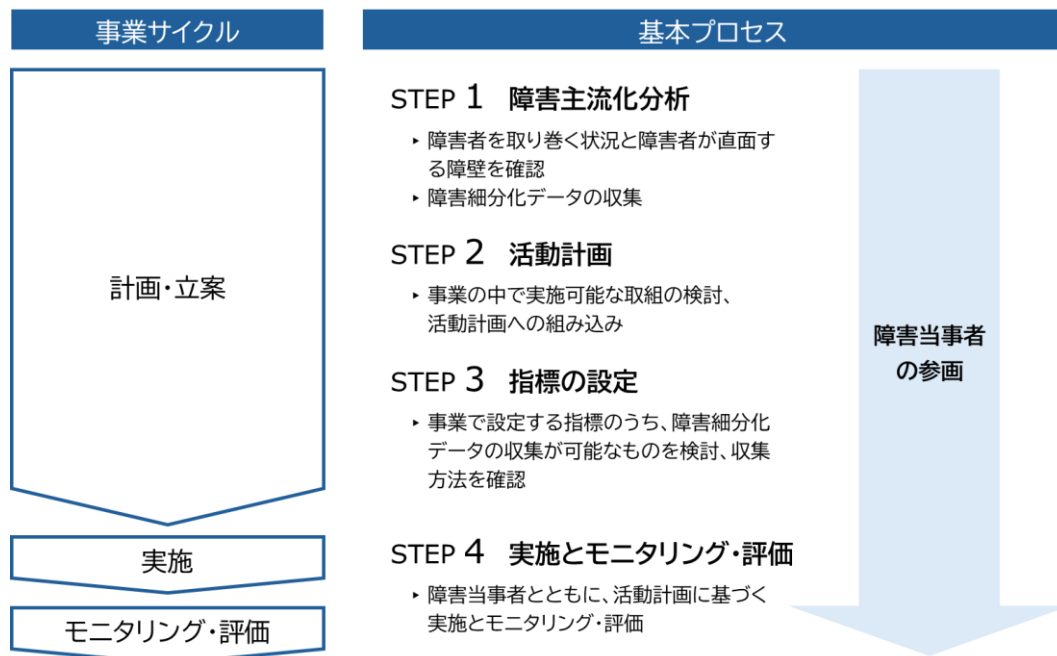 事業サイクル
基本プロセス
計画・立案
実施
モニタリング・評価
STEP 1 障害主流化分析
▸ 障害者を取り巻く状況と障害者が直面す
る障壁を確認
▸ 障害細分化データの収集
STEP 2 活動計画
▸ 事業の中で実施可能な取組の検討、
活動計画への組み込み
STEP 3 指標の設定
▸ 事業で設定する指標のうち、障害細分化
データの収集が可能なものを検討、収集
方法を確認
STEP 4 実施とモニタリング・評価
▸ 障害当事者とともに、活動計画に基づく
実施とモニタリング・評価
障害当事者
の参画